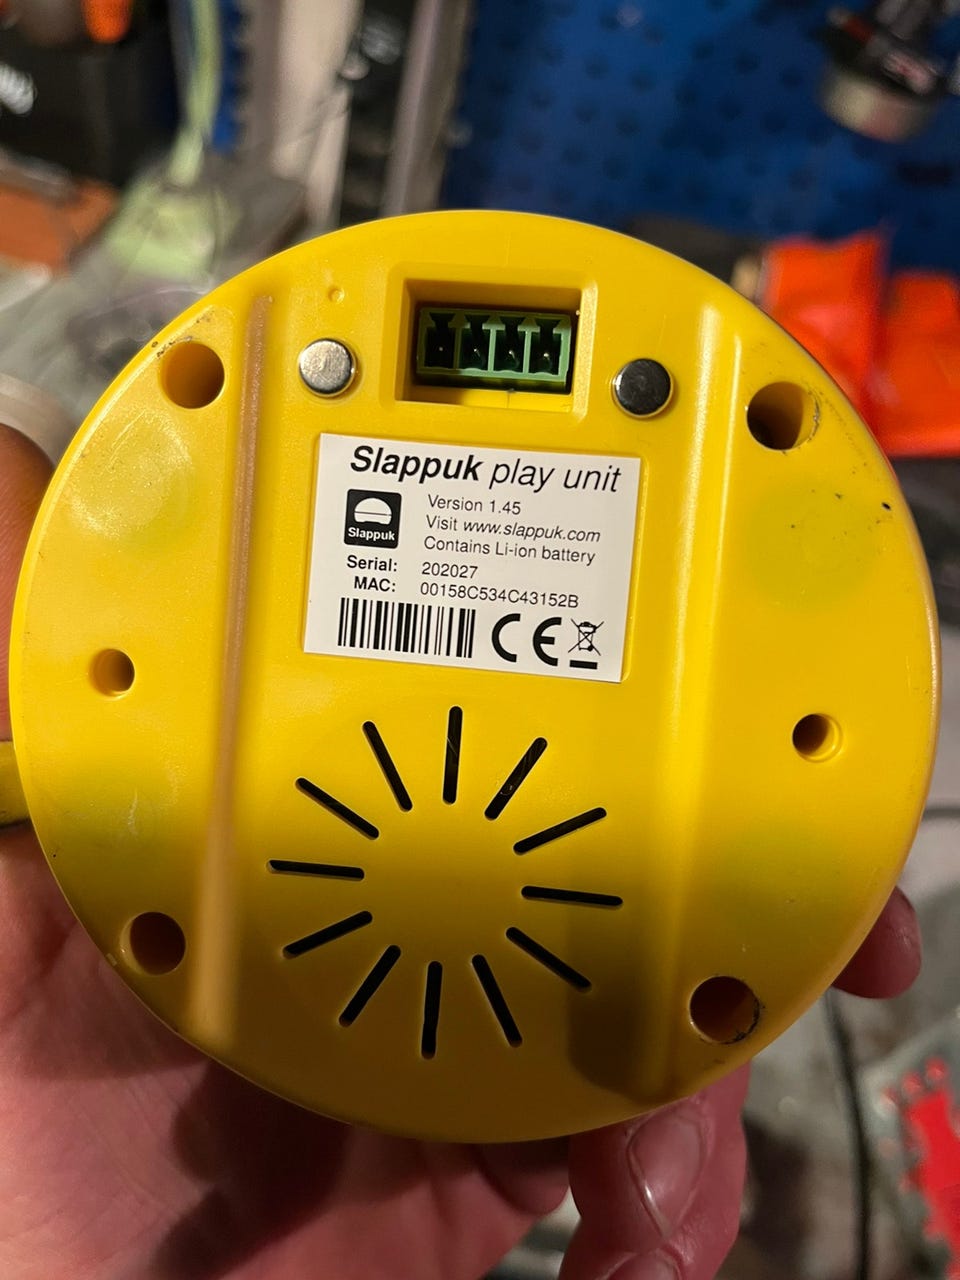 Slappuk play unit
Version 1.45
Visit www.slappuk.com
Slappuk
Contains Li-ion battery
Serial: 202027
MAC: 00158C534C43152B
CE